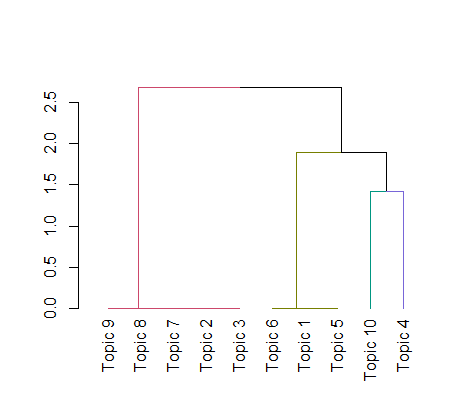 2.5
2.0
1.5
1.0
0.5
0.0
Topic 9
Topic 8
Topic 7
Topic 2
Topic 3
Topic 6
Topic 1
Topic 5
Topic 10
Topic 4